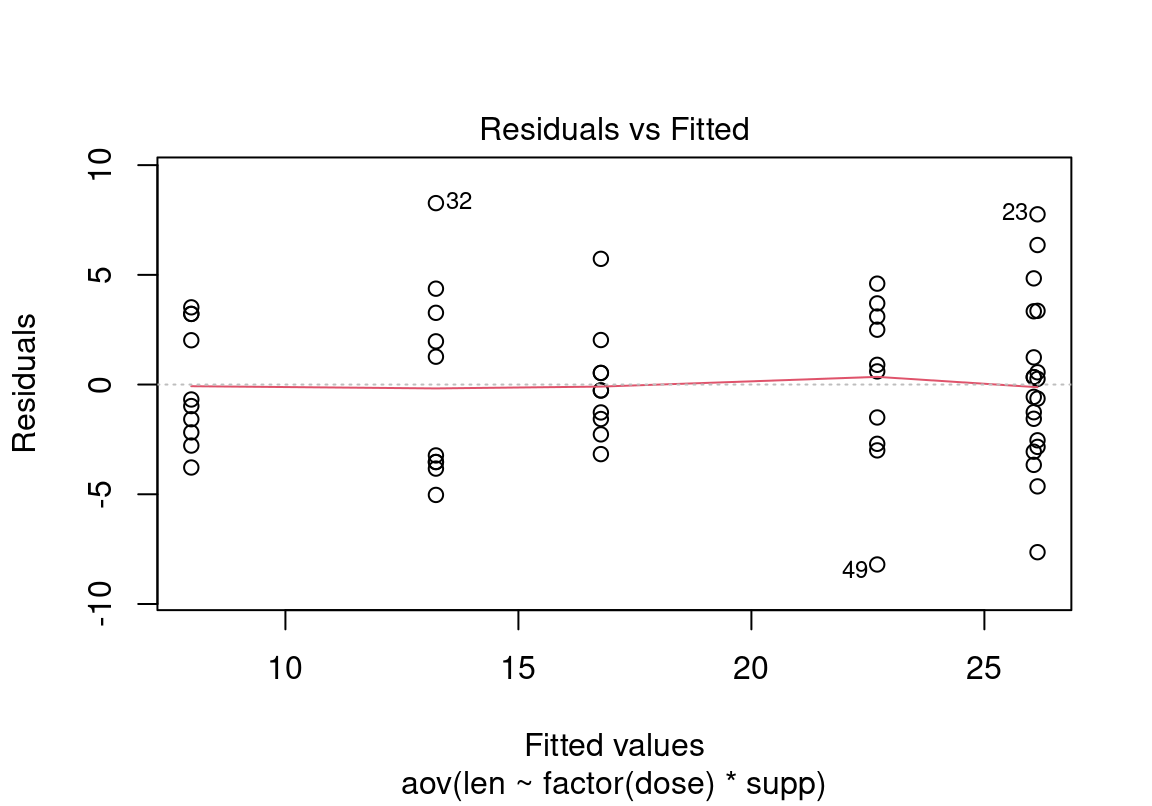 Residuals vs Fitted
Residuals
10
5
0
-5
-10
32
23
49
10 15 20 25
Fitted values
aov(len ~ factor(dose) * supp)